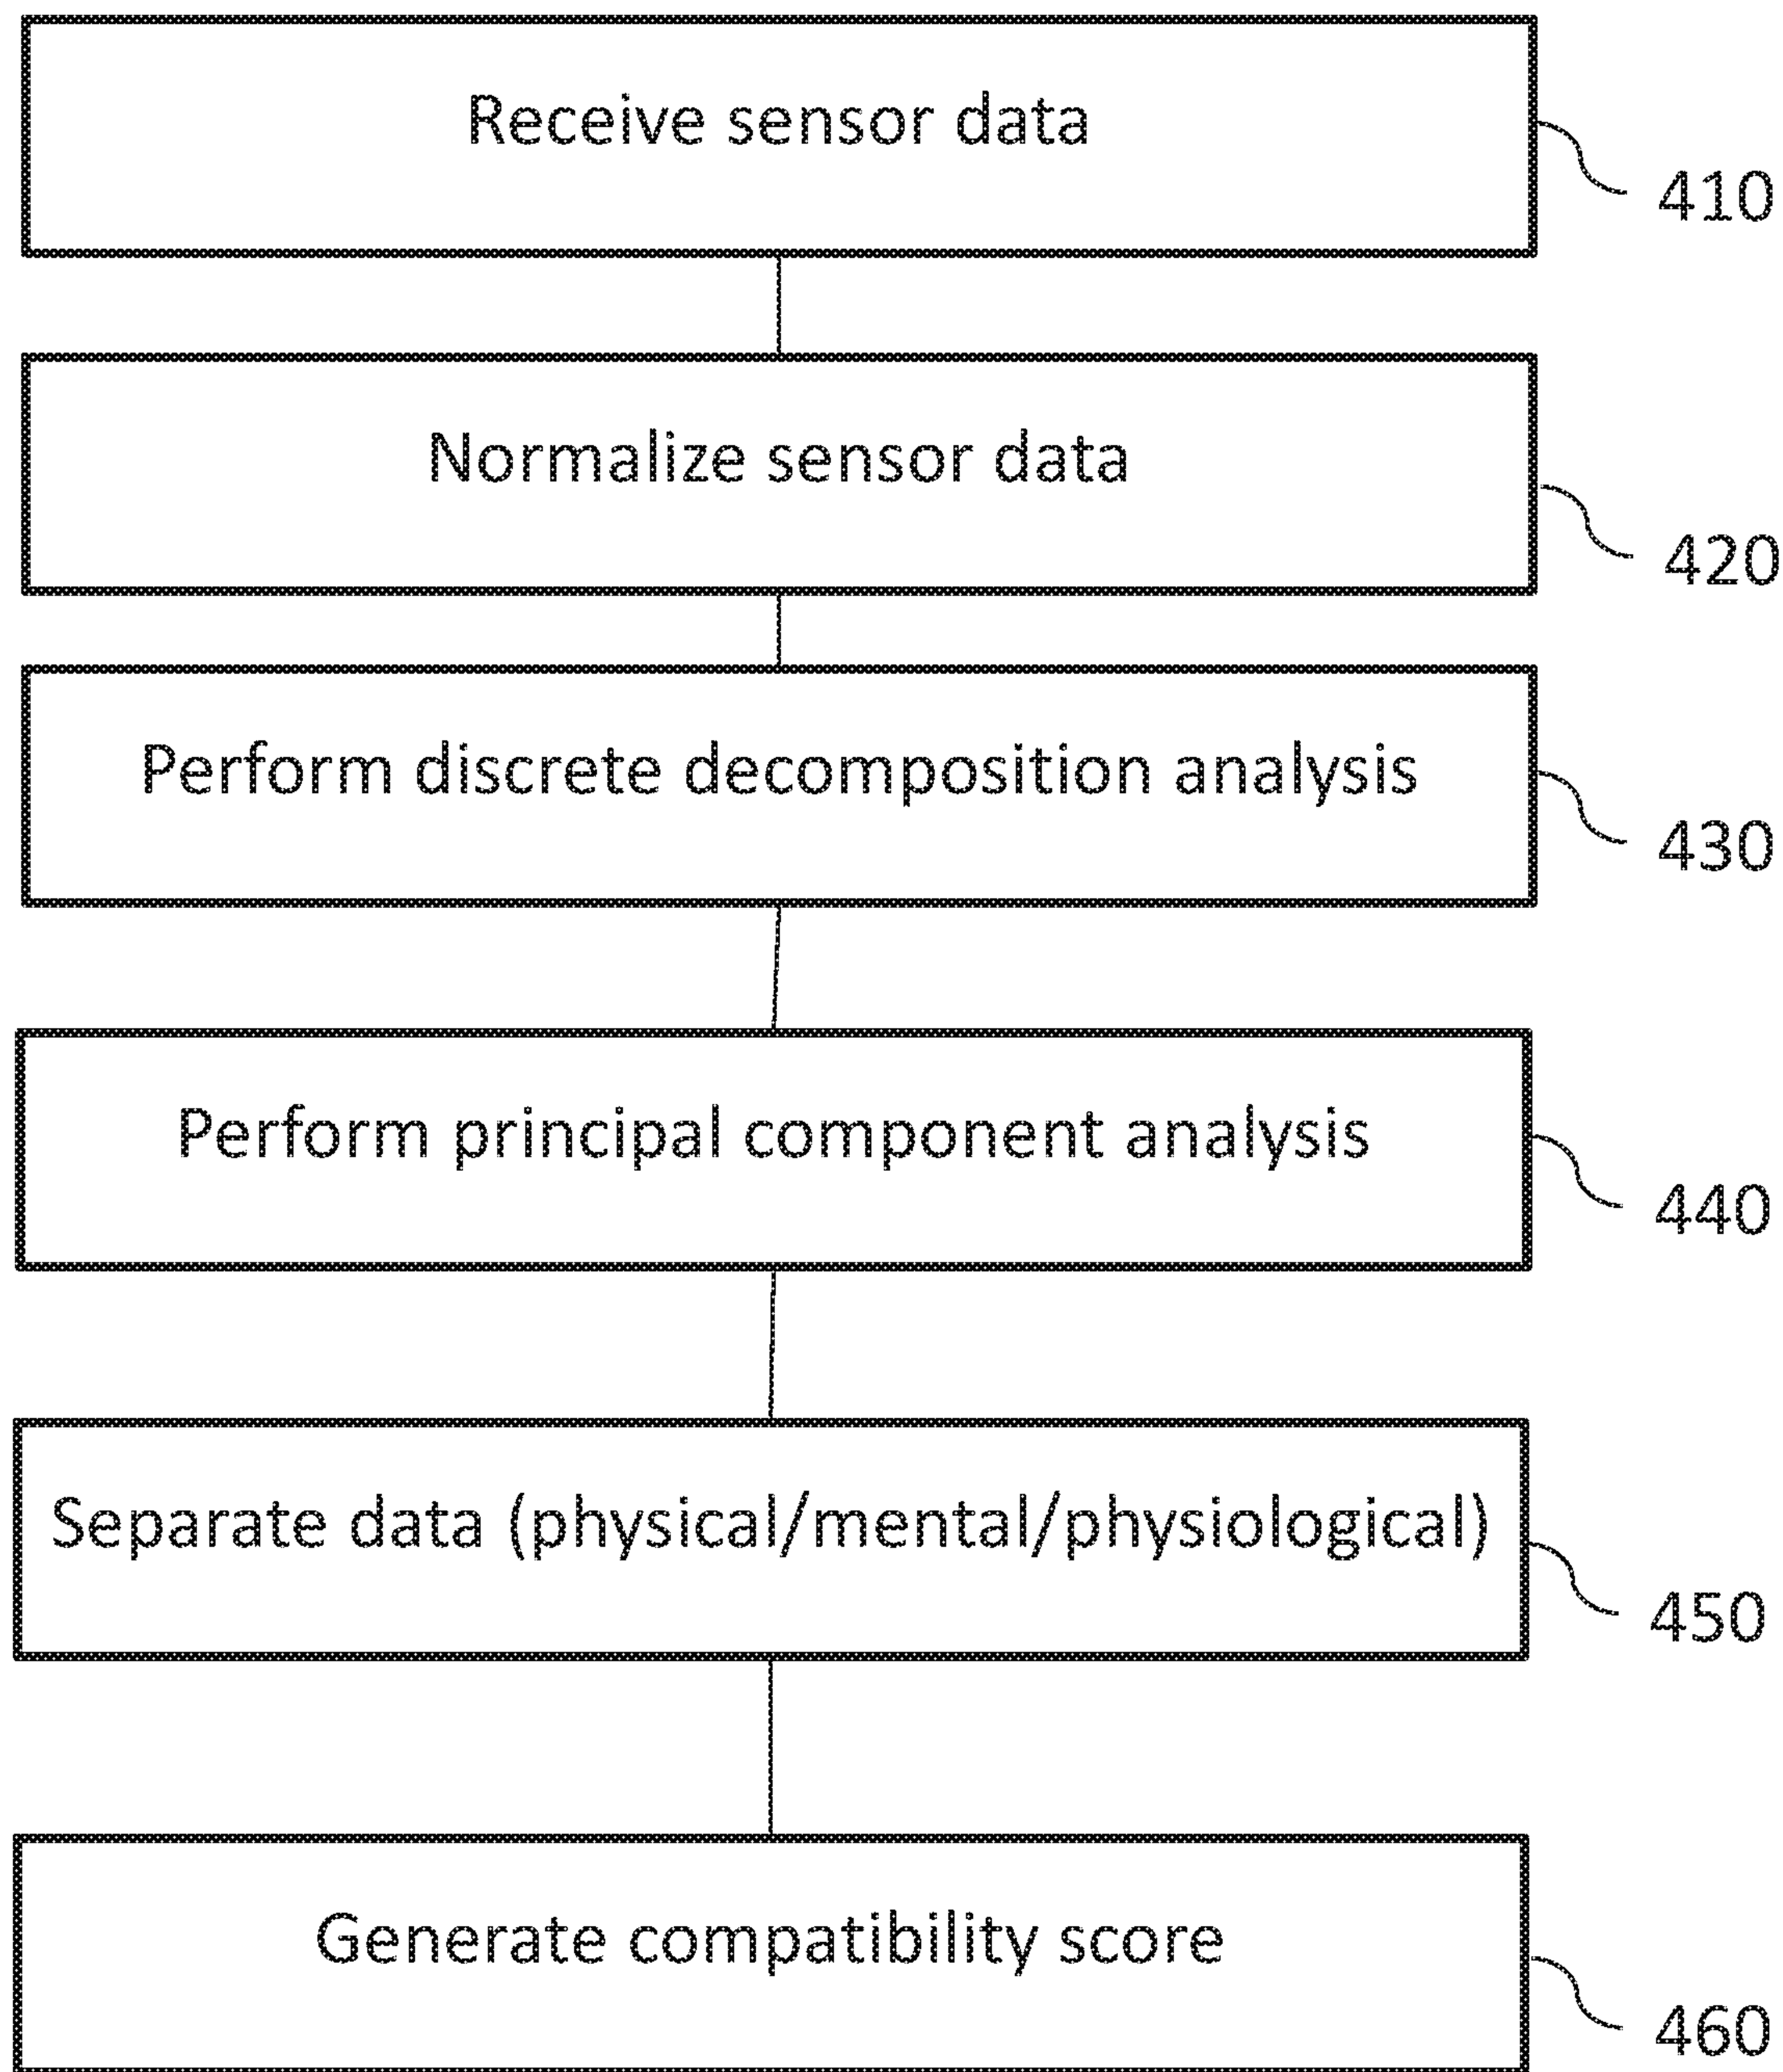 Receive sensor data
410
Normalize sensor data
420
Perform discrete decomposition analysis
430
Perform principal component analysis
440
Separate data (physical/mental/physiological)
450
Generate compatibility score
460